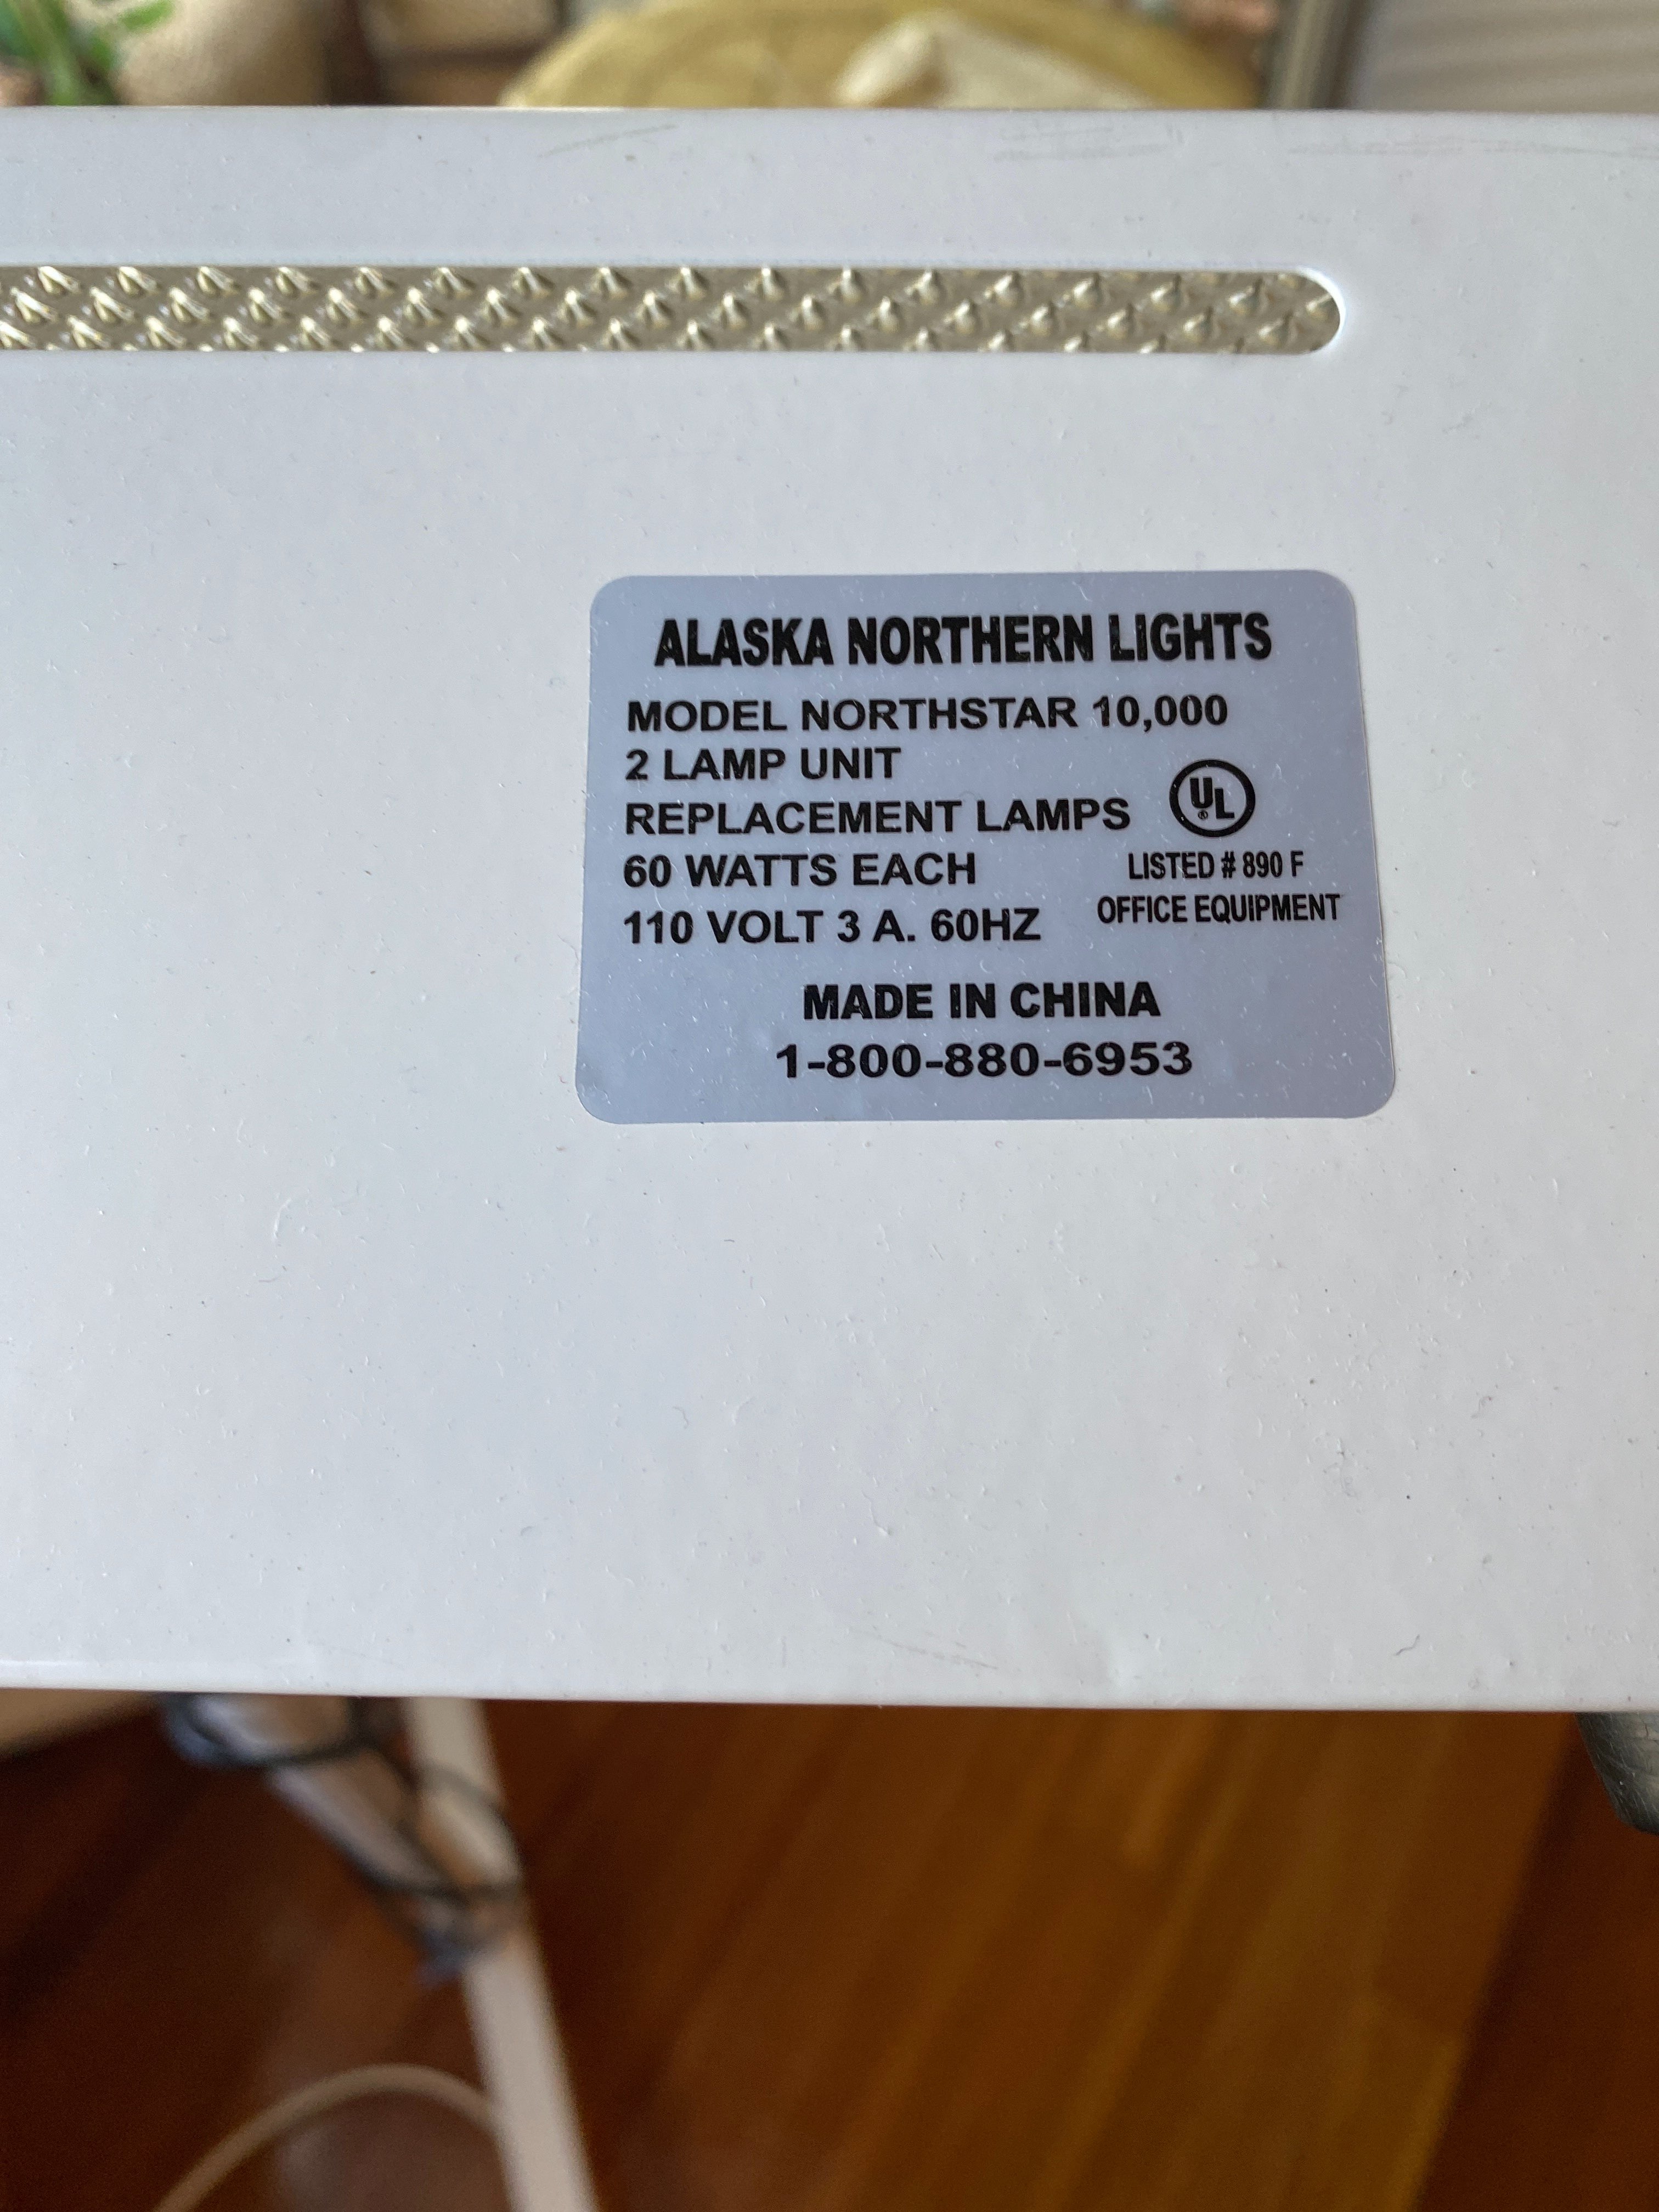 ALASKA NORTHERN LIGHTS
MODEL NORTHSTAR 10,000
2 LAMP UNIT
REPLACEMENT LAMPS
60 WATTS EACH
110 VOLT 3 A. 60HZ
UL®
LISTED # 890 F
OFFICE EQUIPMENT
MADE IN CHINA
1-800-880-6953